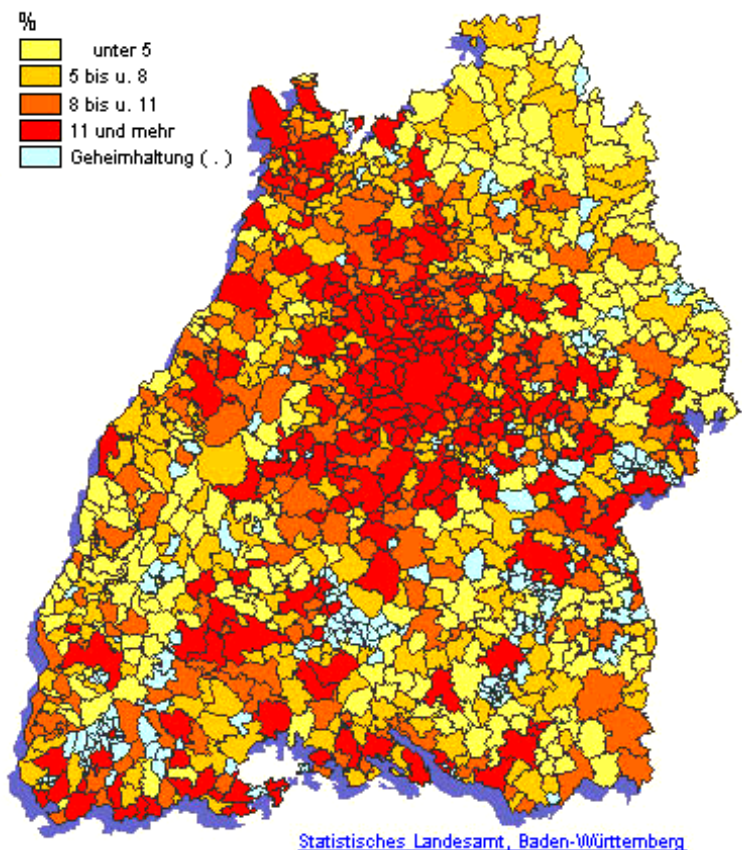 %
unter 5
5 bis u. 8
8 bis u. 11
11 und mehr
Geheimhaltung ( . )
Statistisches Landesamt, Baden-Württemberg